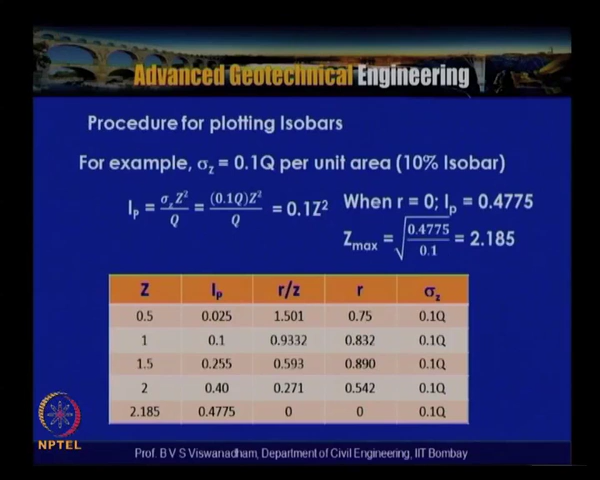 Advanced Geotechnical Engineering
Procedure for plotting Isobars
For example, σz = 0.1Q per unit area (10% Isobar)
Ip = σzZ²/Q = (0.1Q)Z²/Q = 0.1Z²
When r = 0; Ip = 0.4775
Zmax = √(0.4775/0.1) = 2.185
Z Ip r/z r σz
0.5 0.025 1.501 0.75 0.1Q
1 0.1 0.9332 0.832 0.1Q
1.5 0.255 0.593 0.890 0.1Q
2 0.40 0.271 0.542 0.1Q
2.185 0.4775 0 0 0.1Q
NPTEL
Prof. B V S Viswanadham, Department of Civil Engineering, IIT Bombay